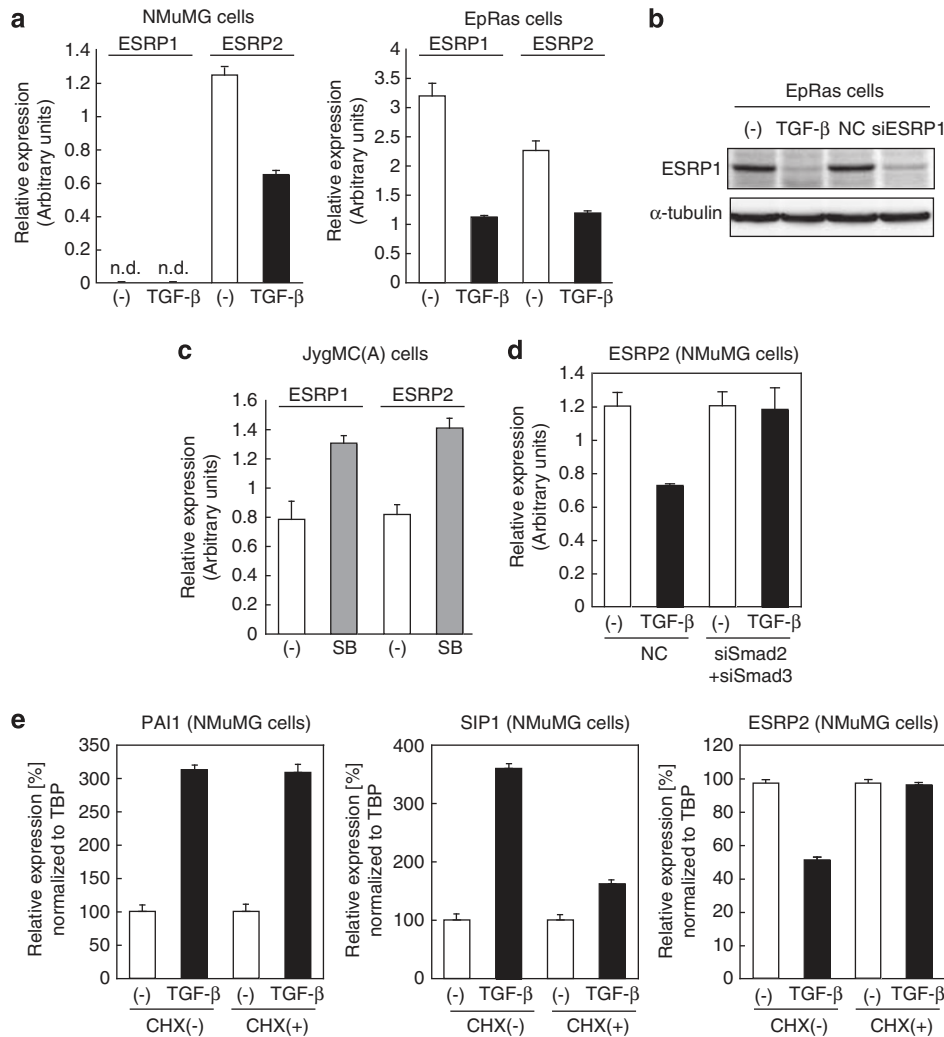 a
NMuMG cells
ESRP1 ESRP2
Relative expression
(Arbitrary units)
1.4
1.2
1
0.8
0.6
0.4
0.2
0
n.d. n.d.
(-) TGF-β (-) TGF-β
EpRas cells
ESRP1 ESRP2
Relative expression
(Arbitrary units)
4
3.5
3
2.5
2
1.5
1
0.5
0
(-) TGF-β (-) TGF-β
b
EpRas cells
(-) TGF-β NC siESRP1
ESRP1
α-tubulin
c
JygMC(A) cells
ESRP1 ESRP2
Relative expression
(Arbitrary units)
1.6
1.4
1.2
1
0.8
0.6
0.4
0.2
0
(-) SB (-) SB
d
ESRP2 (NMuMG cells)
Relative expression
(Arbitrary units)
1.4
1.2
1
0.8
0.6
0.4
0.2
0
(-) TGF-β (-) TGF-β
NC siSmad2
+siSmad3
e
PAI1 (NMuMG cells)
Relative expression [%]
normalized to TBP
350
300
250
200
150
100
50
0
(-) TGF-β (-) TGF-β
CHX(-) CHX(+)
SIP1 (NMuMG cells)
Relative expression [%]
normalized to TBP
400
300
200
100
0
(-) TGF-β (-) TGF-β
CHX(-) CHX(+)
ESRP2 (NMuMG cells)
Relative expression [%]
normalized to TBP
120
100
80
60
40
20
0
(-) TGF-β (-) TGF-β
CHX(-) CHX(+)